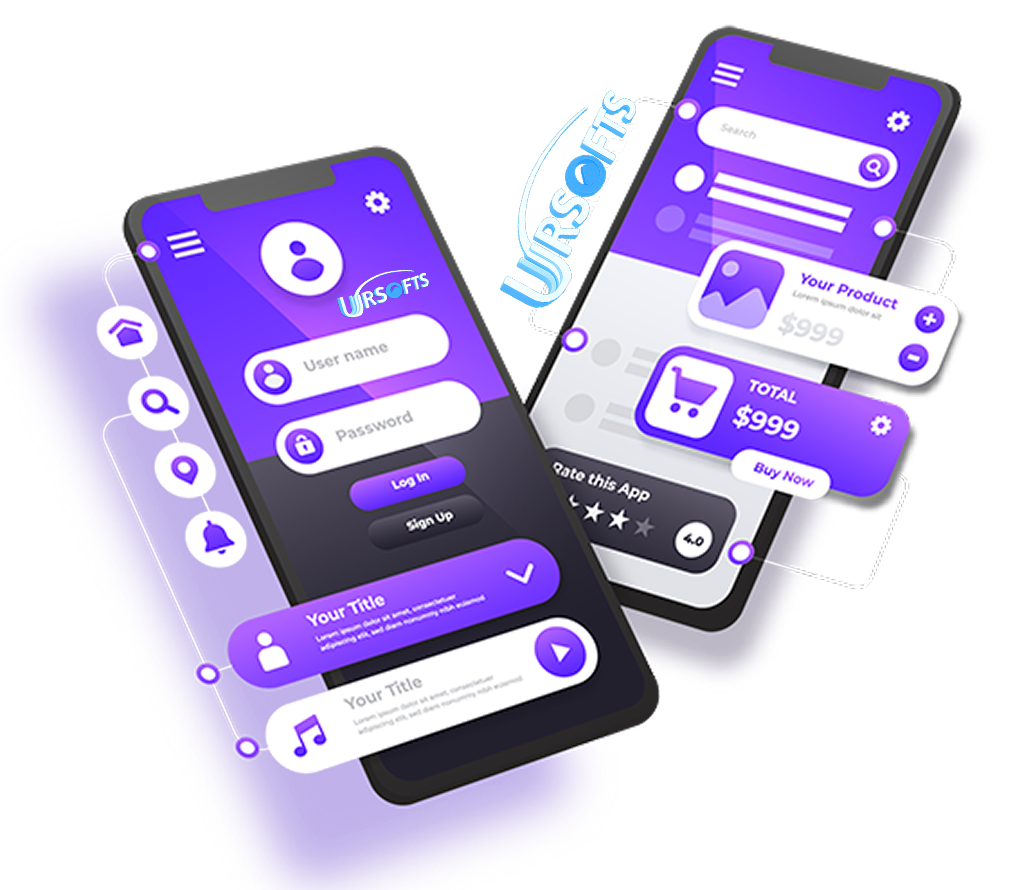 URSOFTS
User name
Password
Log In
Sign Up
Your Title
Lorem ipsum dolor sit amet, consectetuer
adipiscing elit, sed diam nonummy nibh euismod
Your Title
Lorem ipsum dolor sit amet, consectetuer
adipiscing elit, sed diam nonummy nibh euismod
URSOFTS
Search
Your Product
Lorem ipsum dolor sit
$999
TOTAL
$999
Buy Now
Rate this App
4.0